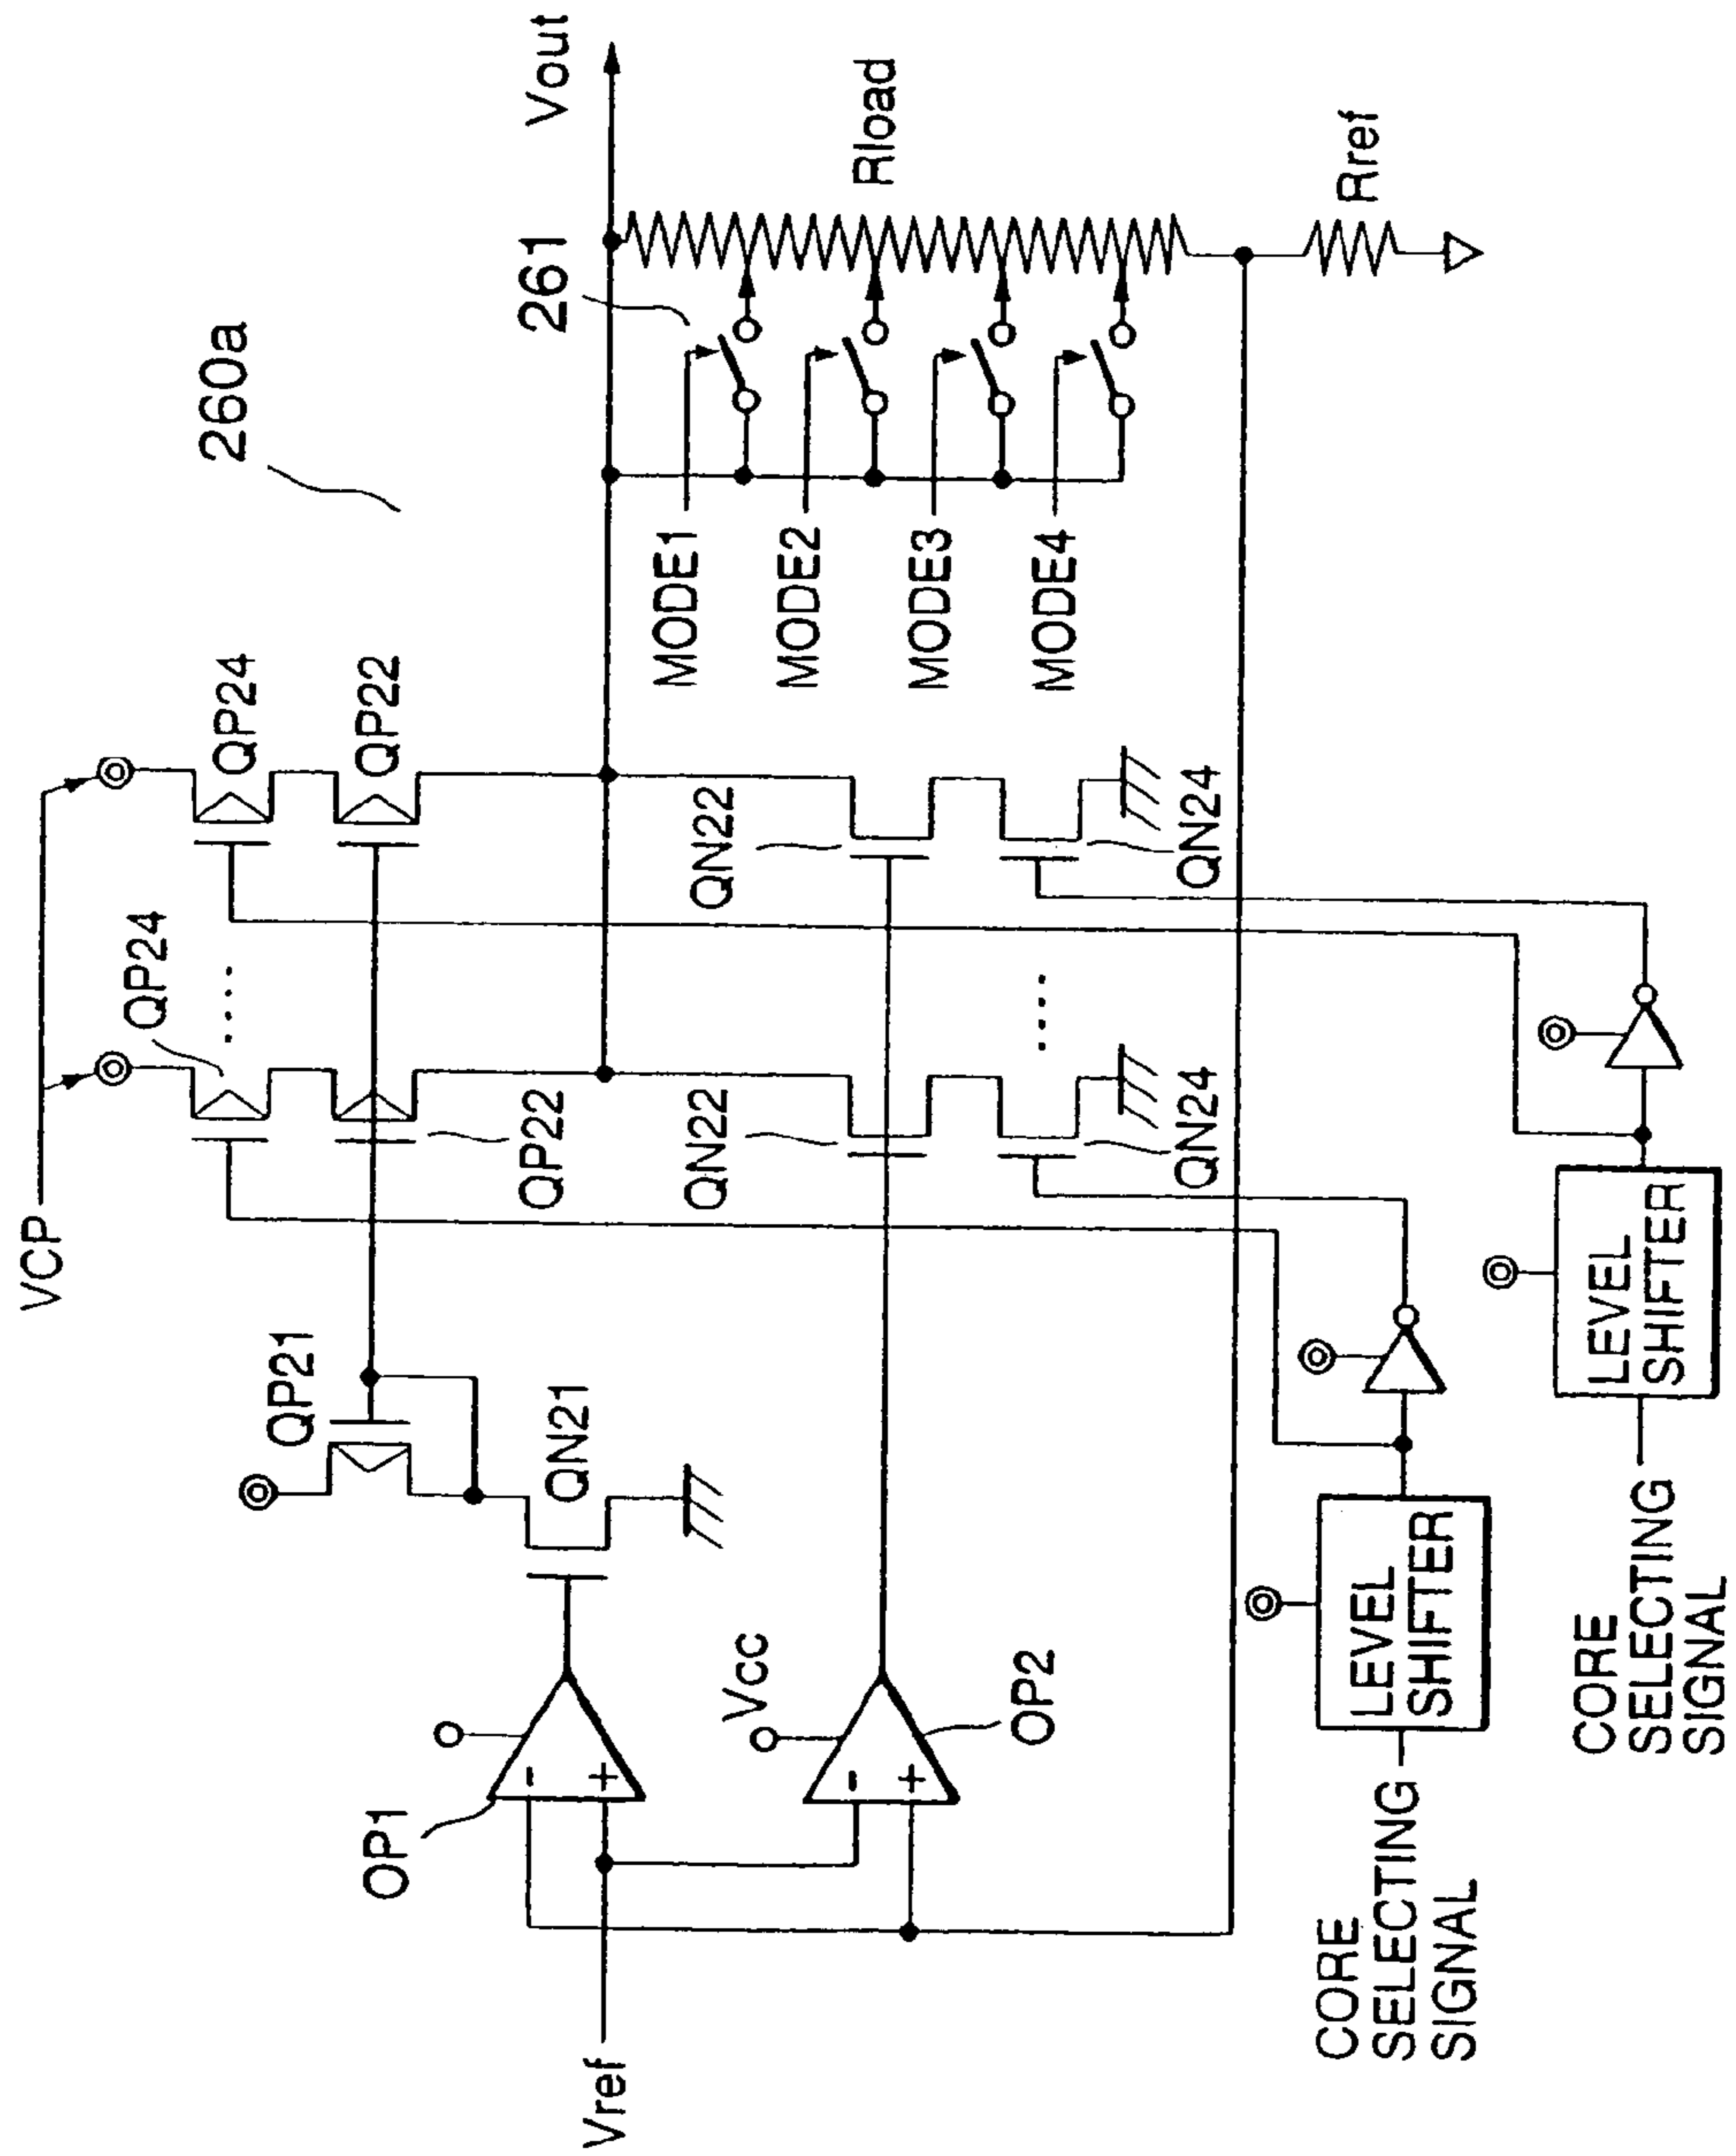 260a
VCP
QP24
QP24
Vout
QP21
QP22
QP22
261
QN21
OP1
MODE1
MODE2
MODE3
MODE4
Rload
Vref
Vcc
QN22
QN22
OP2
QN24
QN24
Rref
LEVEL
SHIFTER
CORE
SELECTING
SIGNAL
LEVEL
SHIFTER
CORE
SELECTING
SIGNAL